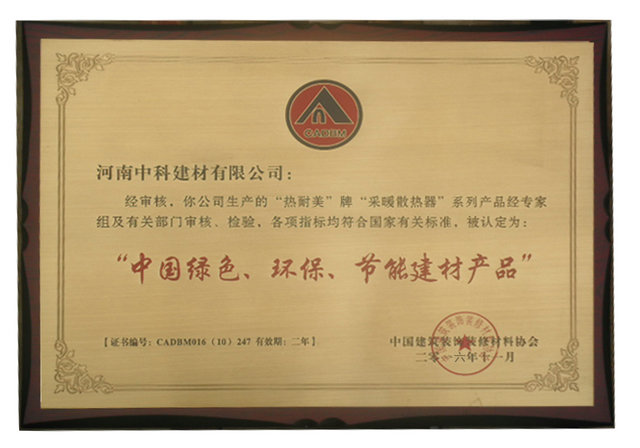 CADBM
河南中科建材有限公司：
经审核，你公司生产的“热耐美”牌“采暖散热器”系列产品经专家
组及有关部门审核、检验，各项指标均符合国家有关标准，被认定为：
“中国绿色、环保、节能建材产品”
【证书编号：CADBM016（10）247 有效期：二年】
中国建筑装饰装修材料协会
二〇一六年十一月